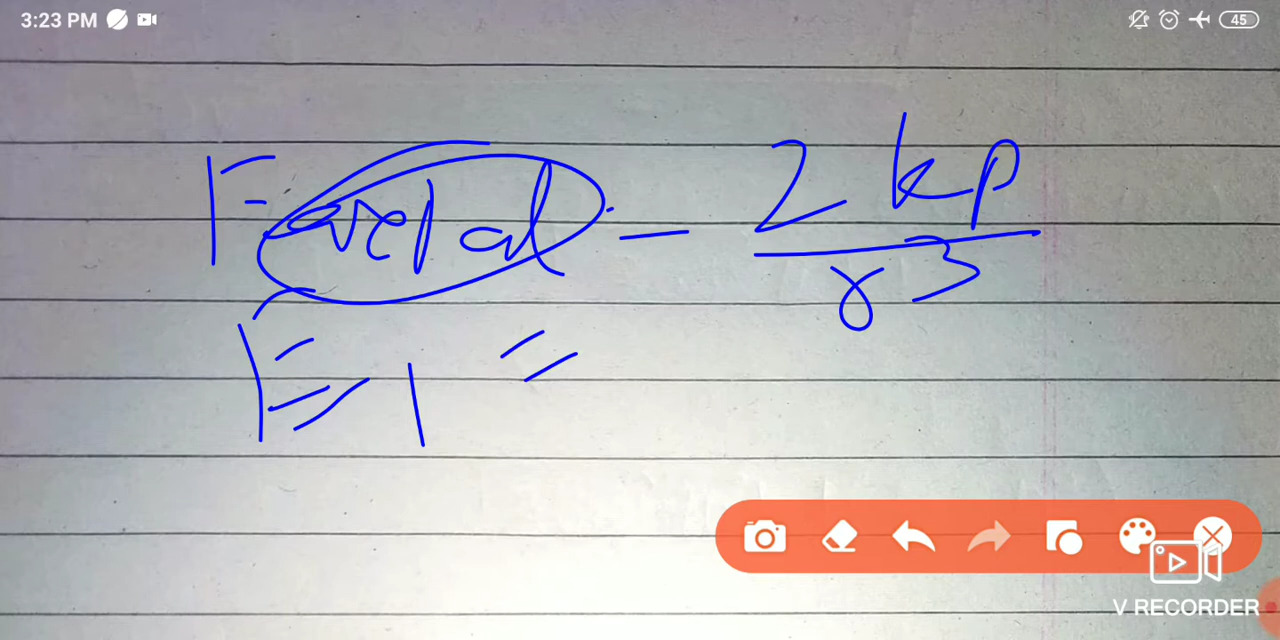 3:23 PM 45
E axial = 2kp
r3
E⊥ =
V RECORDER